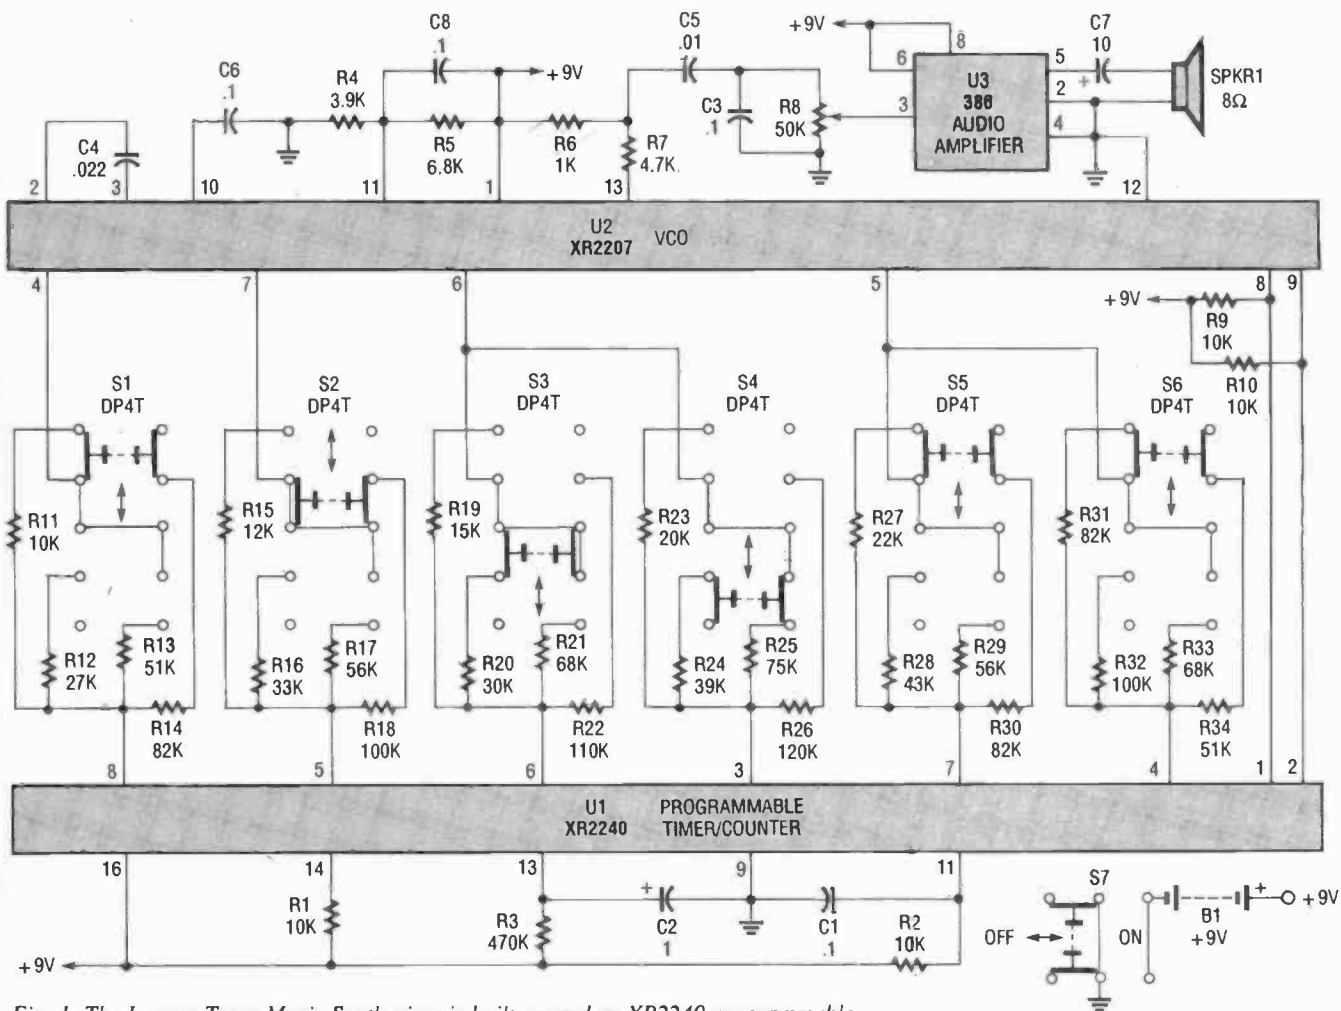 +9V
C8
.1
C5
.01
C7
10
C6
.1
R4
3.9K
+9V
8
6
5
U3
386
AUDIO
AMPLIFIER
+
2
3
4
SPKR1
8Ω
C4
.022
R5
6.8K
R6
1K
R7
4.7K
C3
.1
R8
50K
2
3
10
11
1
13
12
U2
XR2207
VCO
4
7
6
5
8
9
+9V
R9
10K
R10
10K
S1
DP4T
S2
DP4T
S3
DP4T
S4
DP4T
S5
DP4T
S6
DP4T
R11
10K
R15
12K
R19
15K
R23
20K
R27
22K
R31
82K
R12
27K
R13
51K
R14
82K
R16
33K
R17
56K
R18
100K
R20
30K
R21
68K
R22
110K
R24
39K
R25
75K
R26
120K
R28
43K
R29
56K
R30
82K
R32
100K
R33
68K
R34
51K
8
5
6
3
7
4
1
2
U1
XR2240
PROGRAMMABLE
TIMER/COUNTER
16
14
13
9
11
R1
10K
R3
470K
+
C2
1
C1
.1
R2
10K
+9V
S7
OFF
ON
B1
+9V
+
+9V